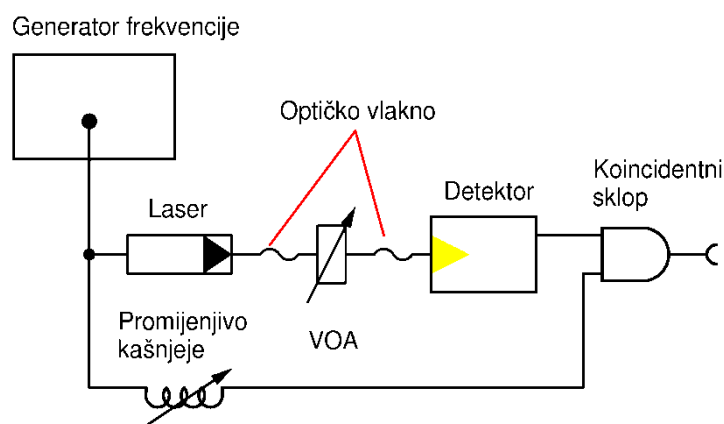 Generator frekvencije
Optičko vlakno
Koincidentni
sklop
Detektor
Laser
Promijenjivo
kašnjeje
VOA